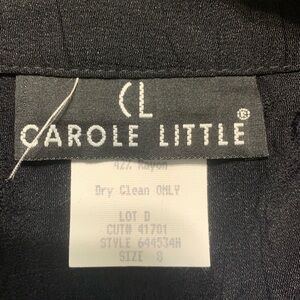 CL
CAROLE LITTLE®
42% Rayon
Dry Clean ONLY
LOT D
CUT# 41701
STYLE 644534H
SIZE 8